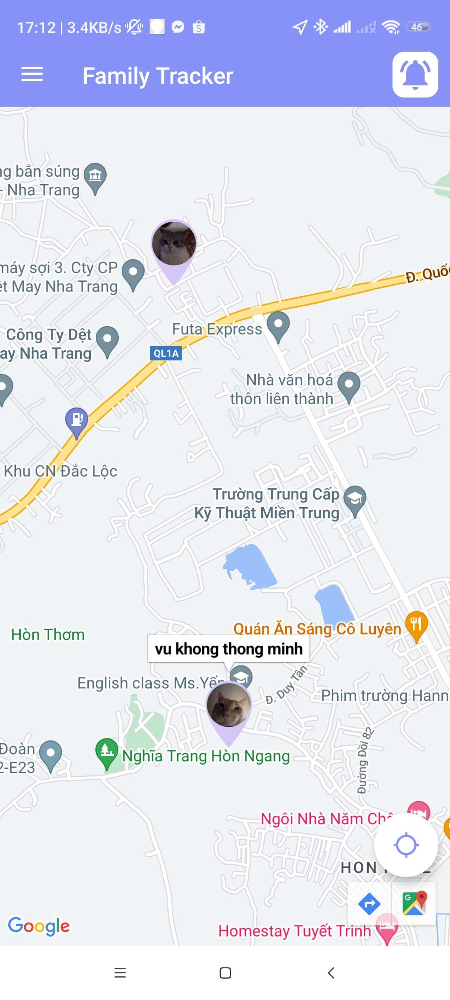 17:12 | 3.4KB/s
46
Family Tracker
ng bắn súng
- Nha Trang
máy sợi 3. Cty CP
ệt May Nha Trang
Đ. Quốc
Futa Express
Công Ty Dệt
ay Nha Trang
QL1A
Nhà văn hoá
thôn liên thành
Khu CN Đắc Lộc
Trường Trung Cấp
Kỹ Thuật Miền Trung
Hòn Thơm
Quán Ăn Sáng Cô Luyên
vu khong thong minh
English class Ms.Yến
Đ. Duy Tân
Phim trường Hann
Đường Đồi 82
Đoàn
2-E23
Nghĩa Trang Hòn Ngang
Ngôi Nhà Năm Châ
HON
Google
Homestay Tuyết Trinh